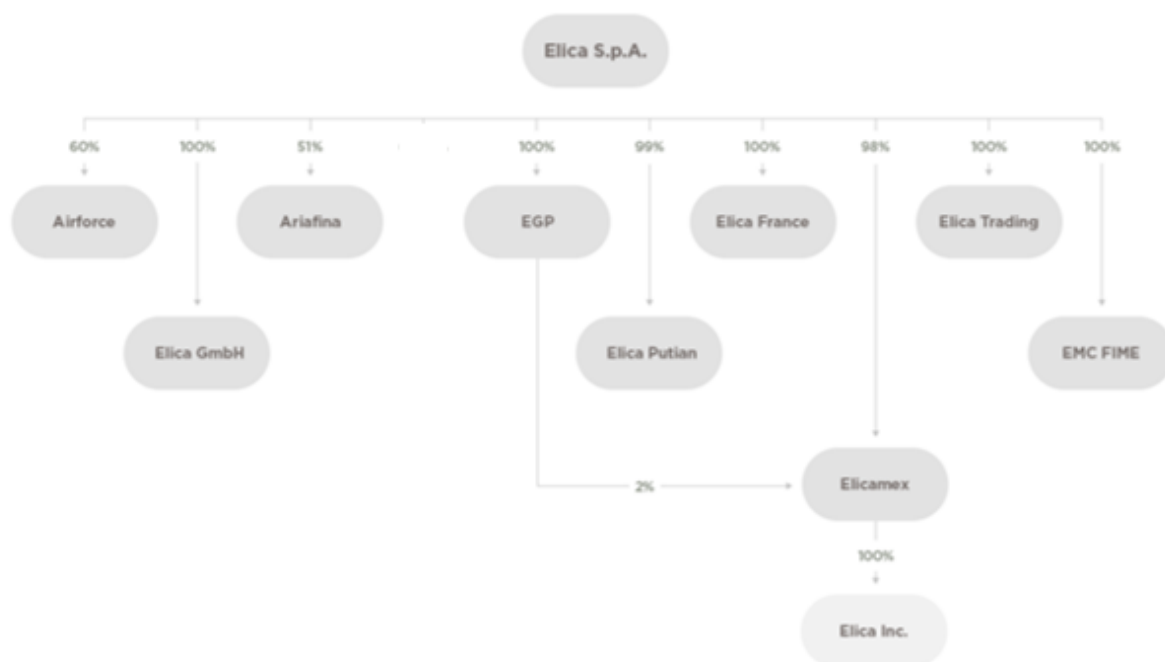 Elica S.p.A.
60% 100% 51% 100% 99% 100% 98% 100% 100%
Airforce Ariafina EGP Elica France Elica Trading
Elica GmbH Elica Putian EMC FIME
Elicamex
2%
100%
Elica Inc.